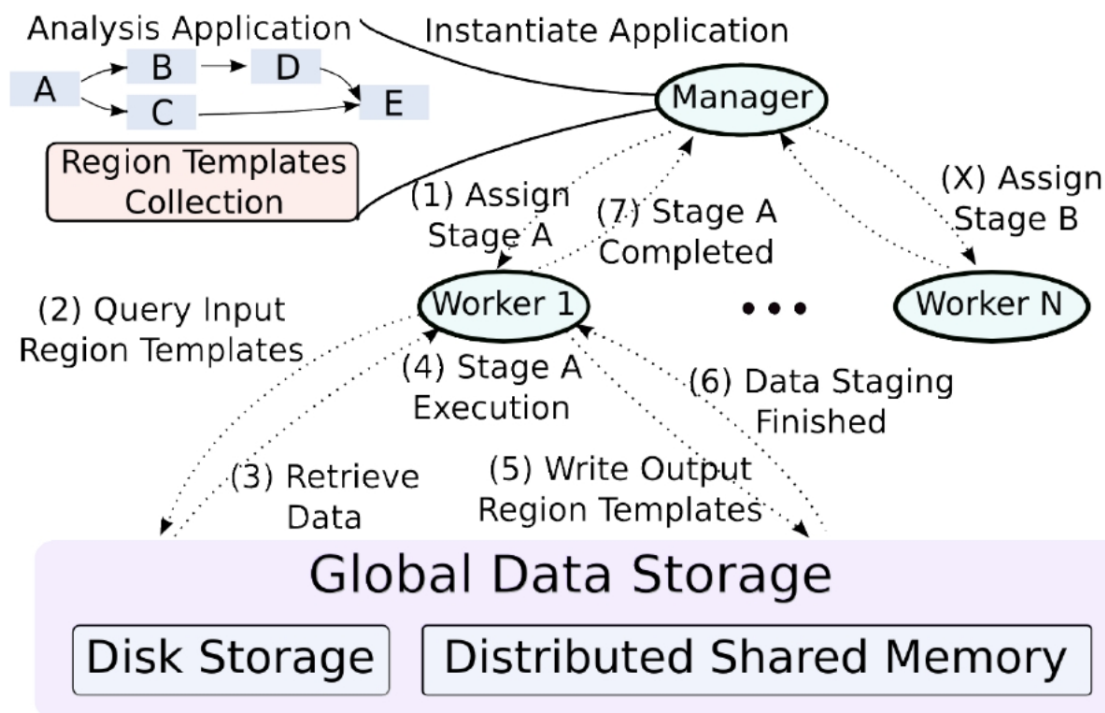 Analysis Application
Instantiate Application
A
B
D
C
E
Manager
Region Templates
Collection
(1) Assign
Stage A
(7) Stage A
Completed
(X) Assign
Stage B
Worker 1
•••
Worker N
(2) Query Input
Region Templates
(4) Stage A
Execution
(6) Data Staging
Finished
(3) Retrieve
Data
(5) Write Output
Region Templates
Global Data Storage
Disk Storage
Distributed Shared Memory